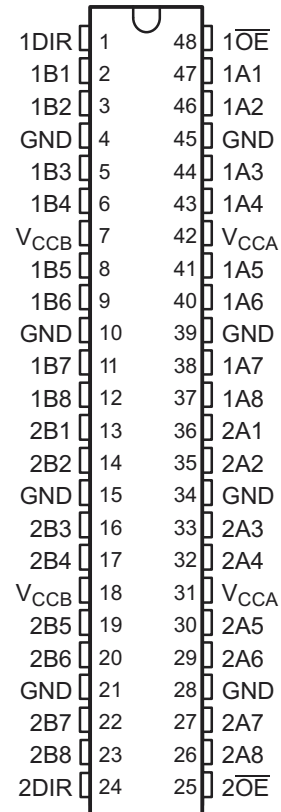 1DIR 1 48 1O̅E̅
1B1 2 47 1A1
1B2 3 46 1A2
GND 4 45 GND
1B3 5 44 1A3
1B4 6 43 1A4
VCCB 7 42 VCCA
1B5 8 41 1A5
1B6 9 40 1A6
GND 10 39 GND
1B7 11 38 1A7
1B8 12 37 1A8
2B1 13 36 2A1
2B2 14 35 2A2
GND 15 34 GND
2B3 16 33 2A3
2B4 17 32 2A4
VCCB 18 31 VCCA
2B5 19 30 2A5
2B6 20 29 2A6
GND 21 28 GND
2B7 22 27 2A7
2B8 23 26 2A8
2DIR 24 25 2O̅E̅